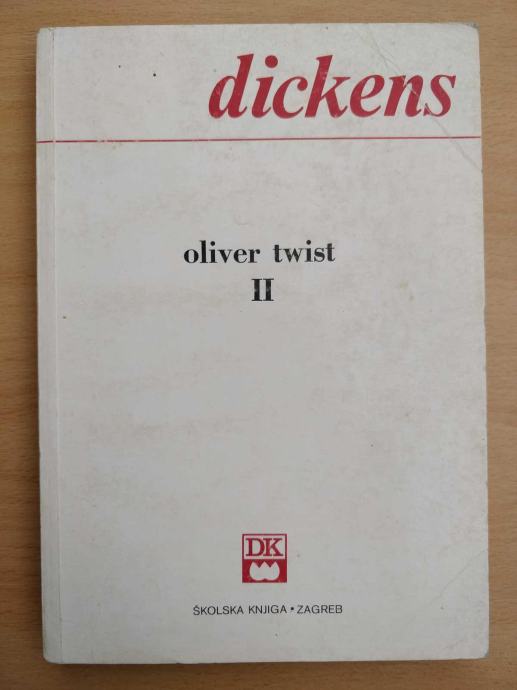 dickens
oliver twist
II
DK
ŠKOLSKA KNJIGA • ZAGREB